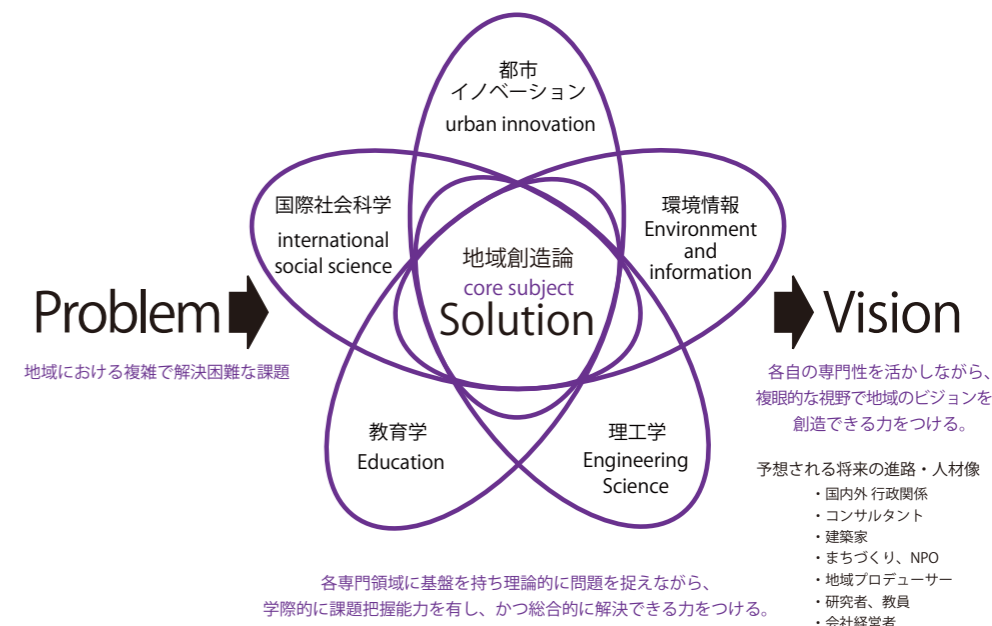 都市
イノベーション
urban innovation
国際社会科学
international
social science
環境情報
Environment
and
information
地域創造論
core subject
Solution
Problem
地域における複雑で解決困難な課題
Vision
各自の専門性を活かしながら、
複眼的な視野で地域のビジョンを
創造できる力をつける。
教育学
Education
理工学
Engineering
Science
予想される将来の進路・人材像
・国内外 行政関係
・コンサルタント
・建築家
・まちづくり、NPO
・地域プロデューサー
・研究者、教員
・会社経営者
各専門領域に基盤を持ち理論的に問題を捉えながら、
学際的に課題把握能力を有し、かつ総合的に解決できる力をつける。